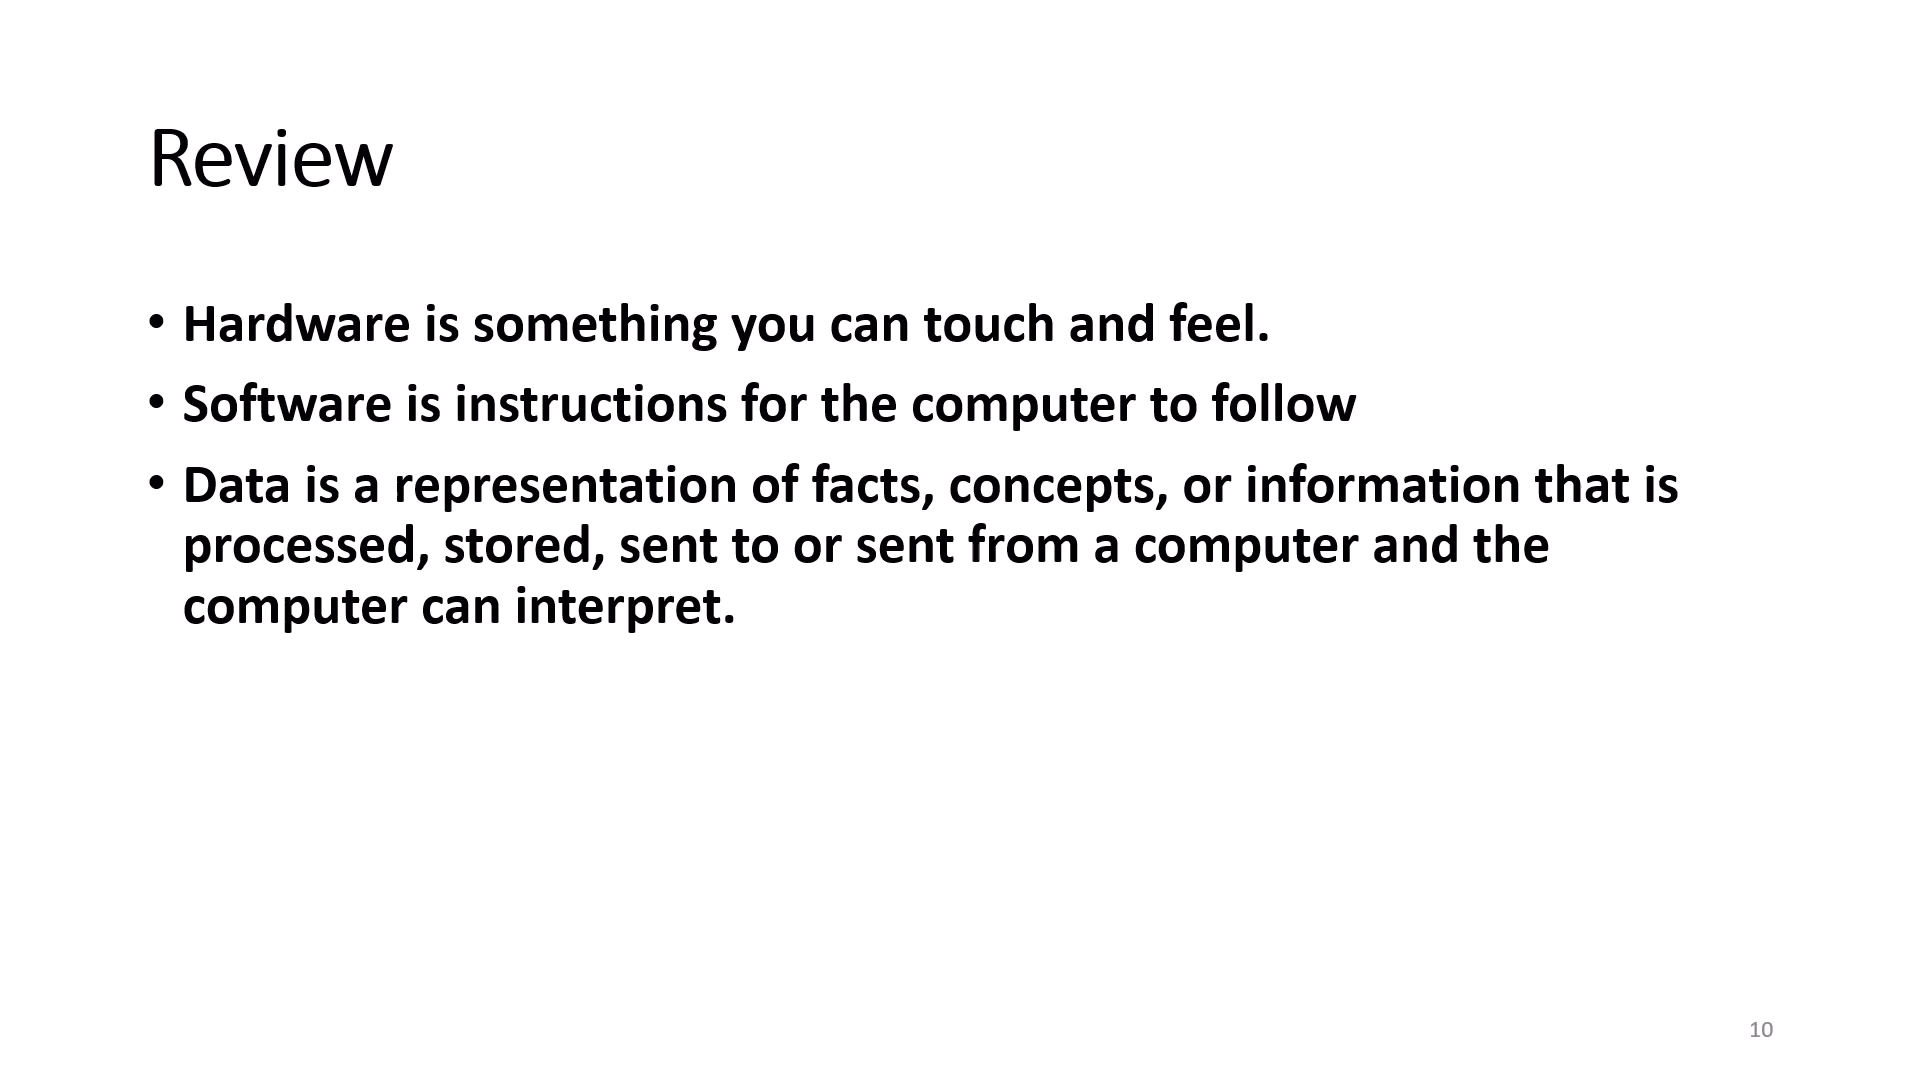 Review
• Hardware is something you can touch and feel.
• Software is instructions for the computer to follow
• Data is a representation of facts, concepts, or information that is
processed, stored, sent to or sent from a computer and the
computer can interpret.
10